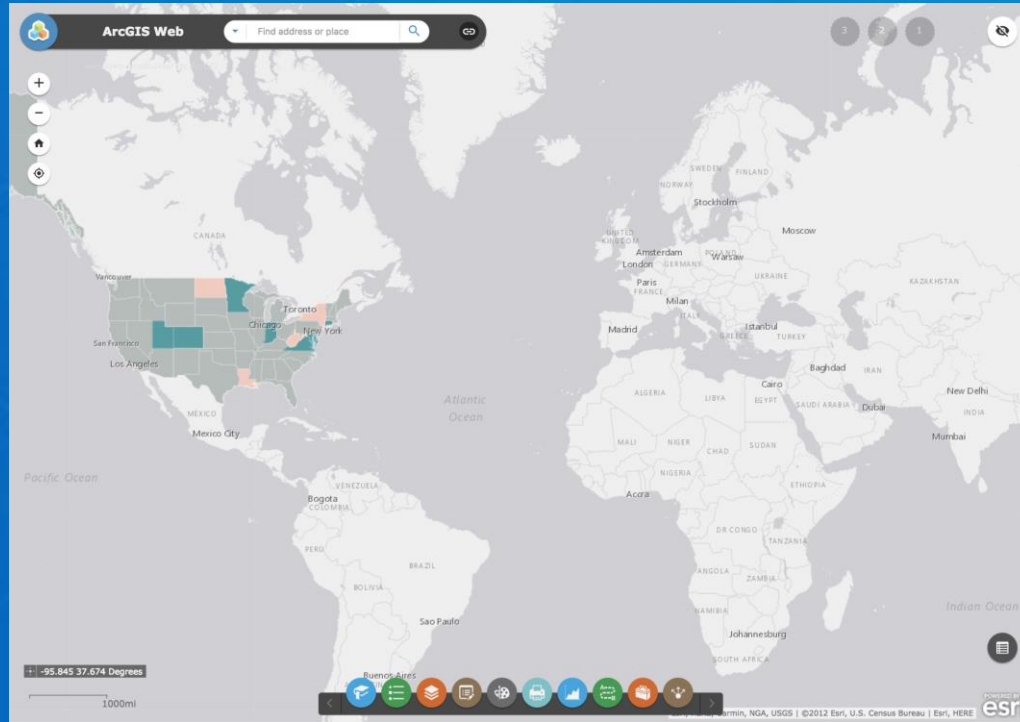 ArcGIS Web
Find address or place
3 2 1
+
−
SWEDEN
FINLAND
NORWAY
Stockholm
Moscow
CANADA
UNITED
KINGDOM
Amsterdam
Warsaw
London
GERMANY
Paris
FRANCE
UKRAINE
KAZAKHSTAN
Vancouver
Milan
ITALY
Toronto
Chicago
New York
Madrid
Istanbul
GREECE
TURKEY
San Francisco
Los Angeles
Baghdad
IRAN
Cairo
New Delhi
ALGERIA
LIBYA
EGYPT
SAUDI ARABIA
Dubai
INDIA
Atlantic
Ocean
MÉXICO
Mexico City
Mumbai
MALI
NIGER
CHAD
SUDAN
NIGERIA
Pacific Ocean
VENEZUELA
ETHIOPIA
Bogota
COLOMBIA
Accra
DR CONGO
TANZANIA
PERU
BRAZIL
ANGOLA
ZAMBIA
BOLIVIA
NAMIBIA
Indian Ocean
Sao Paulo
Johannesburg
SOUTH AFRICA
-95.845 37.674 Degrees
Buenos Aires
1000mi
Garmin, NGA, USGS | ©2012 Esri, U.S. Census Bureau | Esri, HERE
POWERED BY
esri